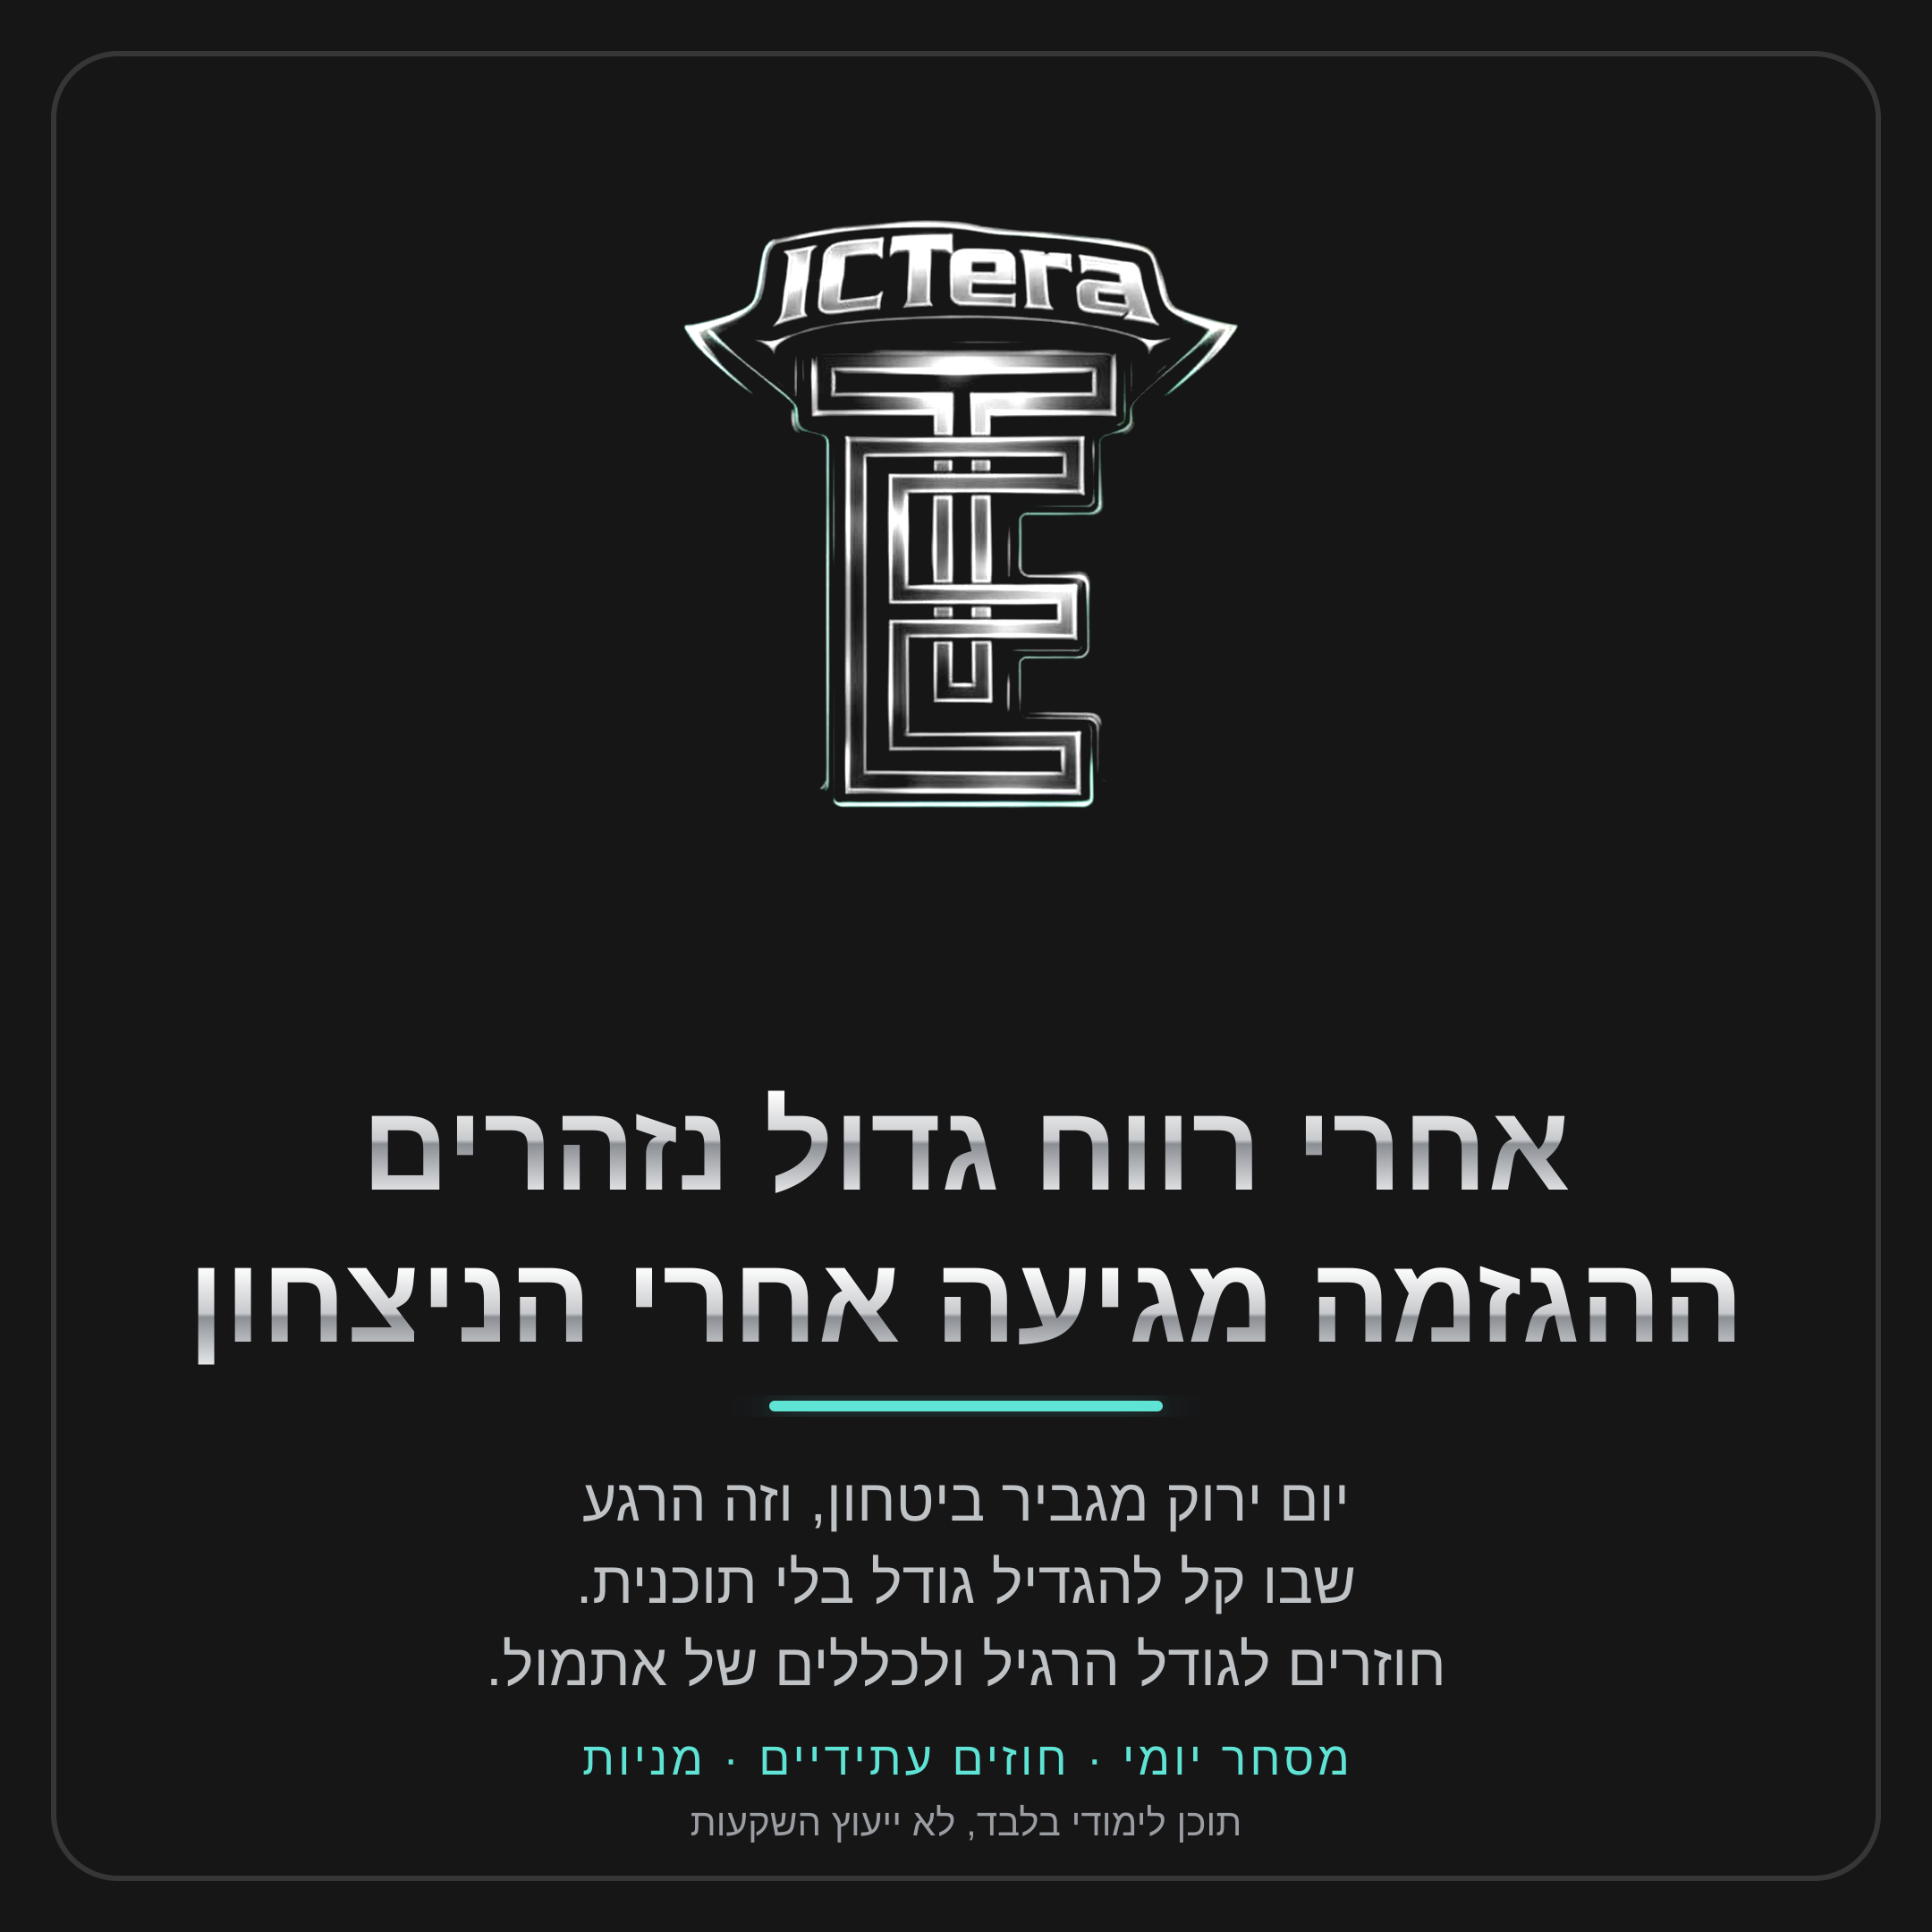 ICTera
TE
אחרי רווח גדול נזהרים
ההגזמה מגיעה אחרי הניצחון
יום ירוק מגביר ביטחון, וזה הרגע
שבו קל להגדיל גודל בלי תוכנית.
חוזרים לגודל הרגיל ולכללים של אתמול.
מסחר יומי · חוזים עתידיים · מניות
תוכן לימודי בלבד, לא ייעוץ השקעות